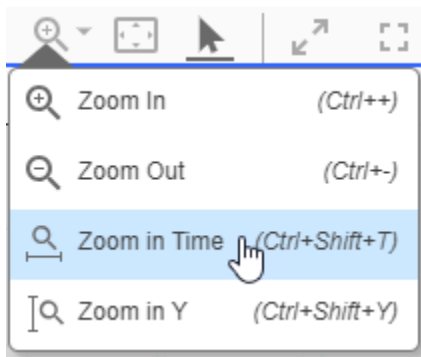 Zoom In (Ctrl++)
Zoom Out (Ctrl+-)
Zoom in Time (Ctrl+Shift+T)
Zoom in Y (Ctrl+Shift+Y)